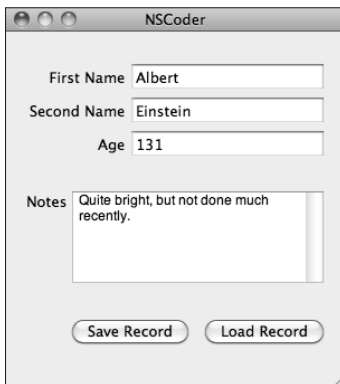 NSCoder
First Name Albert
Second Name Einstein
Age 131
Notes Quite bright, but not done much
recently.
Save Record Load Record